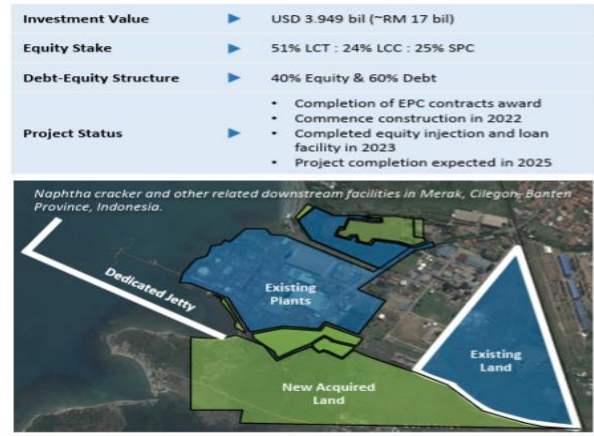 Investment Value ▶ USD 3.949 bil (~RM 17 bil)
Equity Stake ▶ 51% LCT : 24% LCC : 25% SPC
Debt-Equity Structure ▶ 40% Equity & 60% Debt
Project Status ▶
• Completion of EPC contracts award
• Commence construction in 2022
• Completed equity injection and loan
facility in 2023
• Project completion expected in 2025
Naphtha cracker and other related downstream facilities in Merak, Cilegon, Banten
Province, Indonesia.
Dedicated Jetty
Existing
Plants
Existing
Land
New Acquired
Land